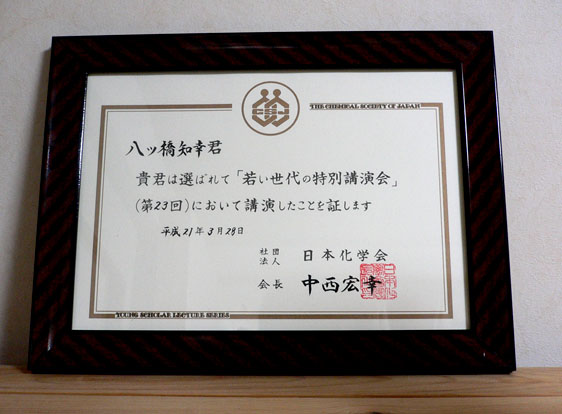 CSJ
THE CHEMICAL SOCIETY OF JAPAN
八ッ橋知幸君
貴君は選ばれて「若い世代の特別講演会」
(第23回)において講演したことを証します
平成21年3月28日
社団法人 日本化学会
会長 中西宏幸
YOUNG SCHOLAR LECTURE SERIES